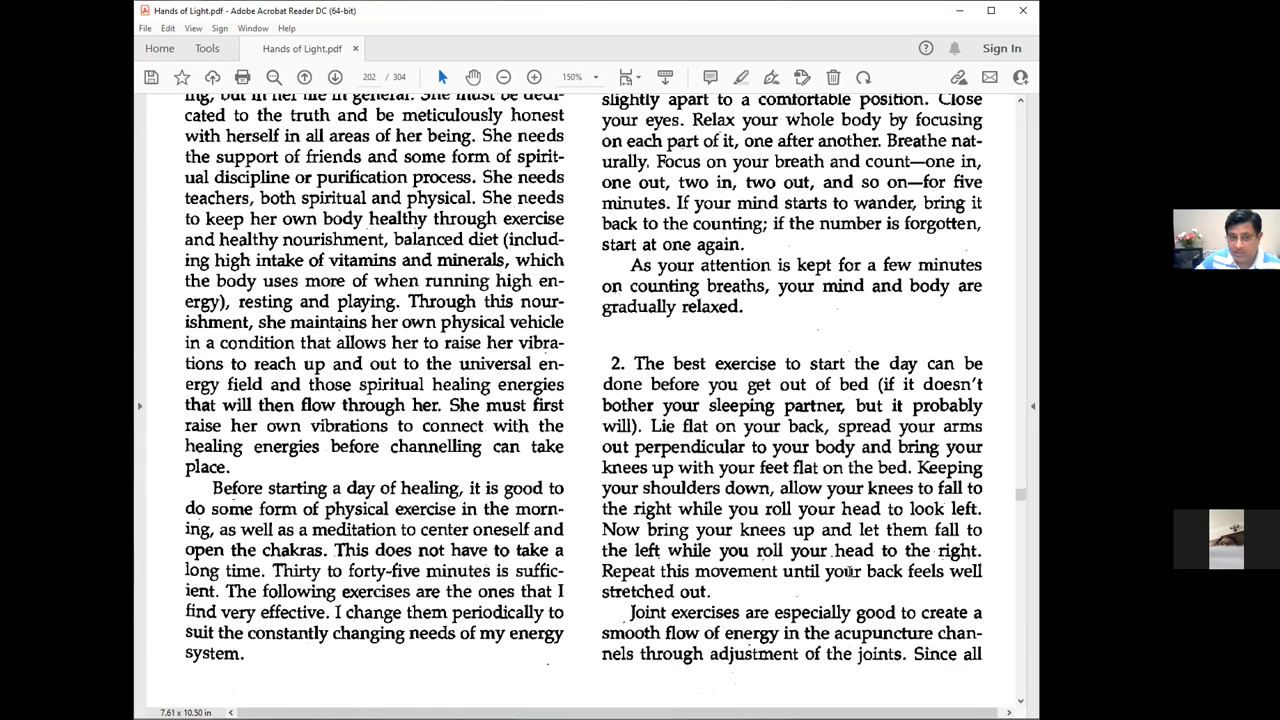 Hands of Light.pdf - Adobe Acrobat Reader DC (64-bit)
File Edit View Sign Window Help
Home Tools Hands of Light.pdf × Sign In
202 / 304 150%
ing, but in her life in general. She must be dedi-
cated to the truth and be meticulously honest
with herself in all areas of her being. She needs
the support of friends and some form of spirit-
ual discipline or purification process. She needs
teachers, both spiritual and physical. She needs
to keep her own body healthy through exercise
and healthy nourishment, balanced diet (includ-
ing high intake of vitamins and minerals, which
the body uses more of when running high en-
ergy), resting and playing. Through this nour-
ishment, she maintains her own physical vehicle
in a condition that allows her to raise her vibra-
tions to reach up and out to the universal en-
ergy field and those spiritual healing energies
that will then flow through her. She must first
raise her own vibrations to connect with the
healing energies before channelling can take
place.
Before starting a day of healing, it is good to
do some form of physical exercise in the morn-
ing, as well as a meditation to center oneself and
open the chakras. This does not have to take a
long time. Thirty to forty-five minutes is suffic-
ient. The following exercises are the ones that I
find very effective. I change them periodically to
suit the constantly changing needs of my energy
system.
slightly apart to a comfortable position. Close
your eyes. Relax your whole body by focusing
on each part of it, one after another. Breathe nat-
urally. Focus on your breath and count—one in,
one out, two in, two out, and so on—for five
minutes. If your mind starts to wander, bring it
back to the counting; if the number is forgotten,
start at one again.
As your attention is kept for a few minutes
on counting breaths, your mind and body are
gradually relaxed.
2. The best exercise to start the day can be
done before you get out of bed (if it doesn't
bother your sleeping partner, but it probably
will). Lie flat on your back, spread your arms
out perpendicular to your body and bring your
knees up with your feet flat on the bed. Keeping
your shoulders down, allow your knees to fall to
the right while you roll your head to look left.
Now bring your knees up and let them fall to
the left while you roll your head to the right.
Repeat this movement until your back feels well
stretched out.
Joint exercises are especially good to create a
smooth flow of energy in the acupuncture chan-
nels through adjustment of the joints. Since all
7.61 x 10.50 in